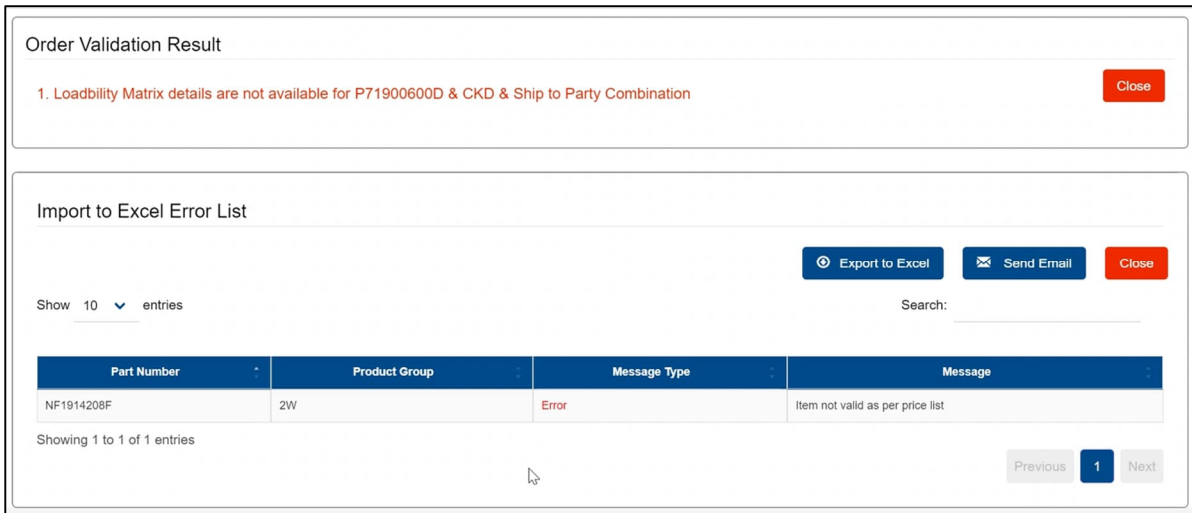 Order Validation Result
1. Loadbility Matrix details are not available for P71900600D & CKD & Ship to Party Combination
Close
Import to Excel Error List
Export to Excel
Send Email
Close
Show 10 entries
Search:
Part Number Product Group Message Type Message
NF1914208F 2W Error Item not valid as per price list
Showing 1 to 1 of 1 entries
Previous 1 Next